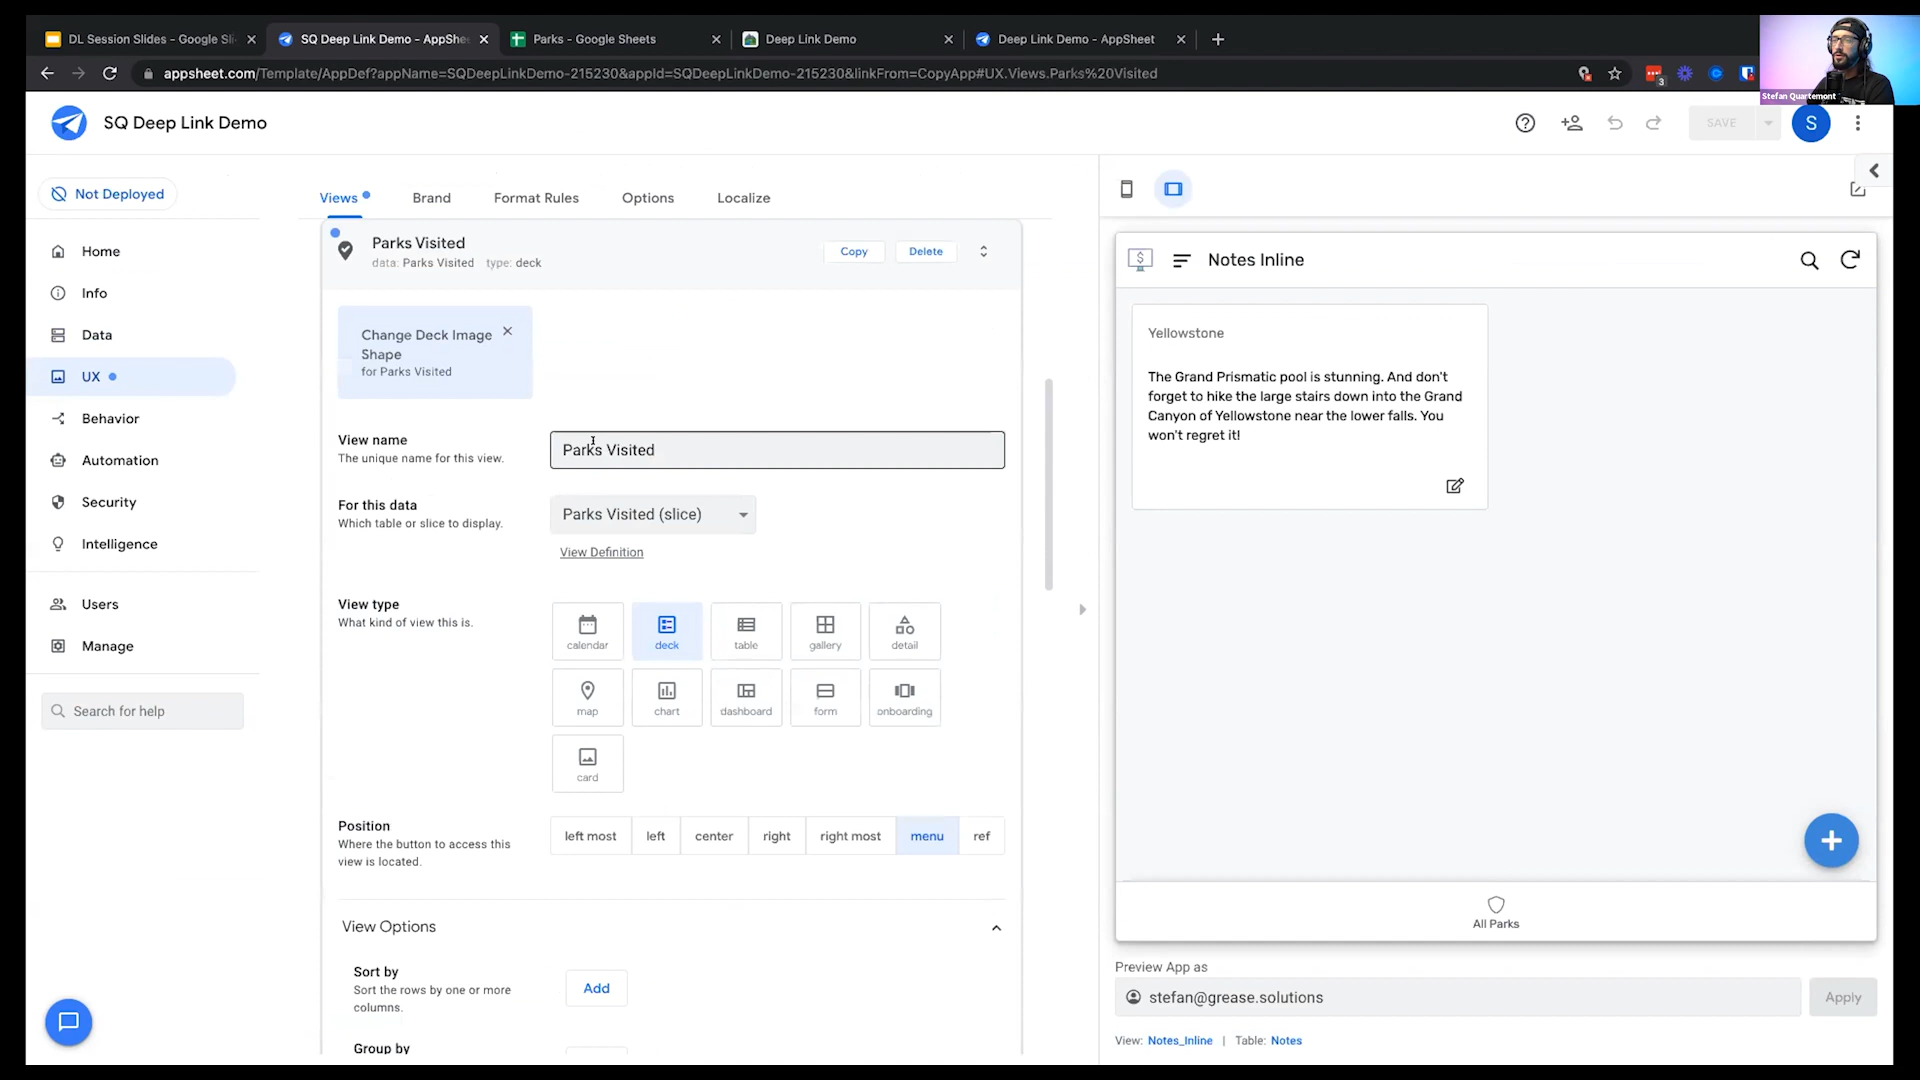 DL Session Slides - Google Sli
SQ Deep Link Demo - AppShe
Parks - Google Sheets
Deep Link Demo
Deep Link Demo - AppSheet
appsheet.com/Template/AppDef?appName=SQDeepLinkDemo-215230&appId=SQDeepLinkDemo-215230&linkFrom=CopyApp#UX.Views.Parks%20Visited
3
Stefan Quartemont
SQ Deep Link Demo
SAVE
S
Not Deployed
Home
Info
Data
UX
Behavior
Automation
Security
Intelligence
Users
Manage
Search for help
Views
Brand
Format Rules
Options
Localize
Parks Visited
data: Parks Visited type: deck
Copy
Delete
Change Deck Image
Shape
for Parks Visited
View name
The unique name for this view.
Parks Visited
For this data
Which table or slice to display.
Parks Visited (slice)
View Definition
View type
What kind of view this is.
calendar
deck
table
gallery
detail
map
chart
dashboard
form
onboarding
card
Position
Where the button to access this
view is located.
left most
left
center
right
right most
menu
ref
View Options
Sort by
Sort the rows by one or more
columns.
Add
Group by
$
Notes Inline
Yellowstone
The Grand Prismatic pool is stunning. And don't
forget to hike the large stairs down into the Grand
Canyon of Yellowstone near the lower falls. You
won't regret it!
All Parks
Preview App as
stefan@grease.solutions
Apply
View: Notes_Inline | Table: Notes